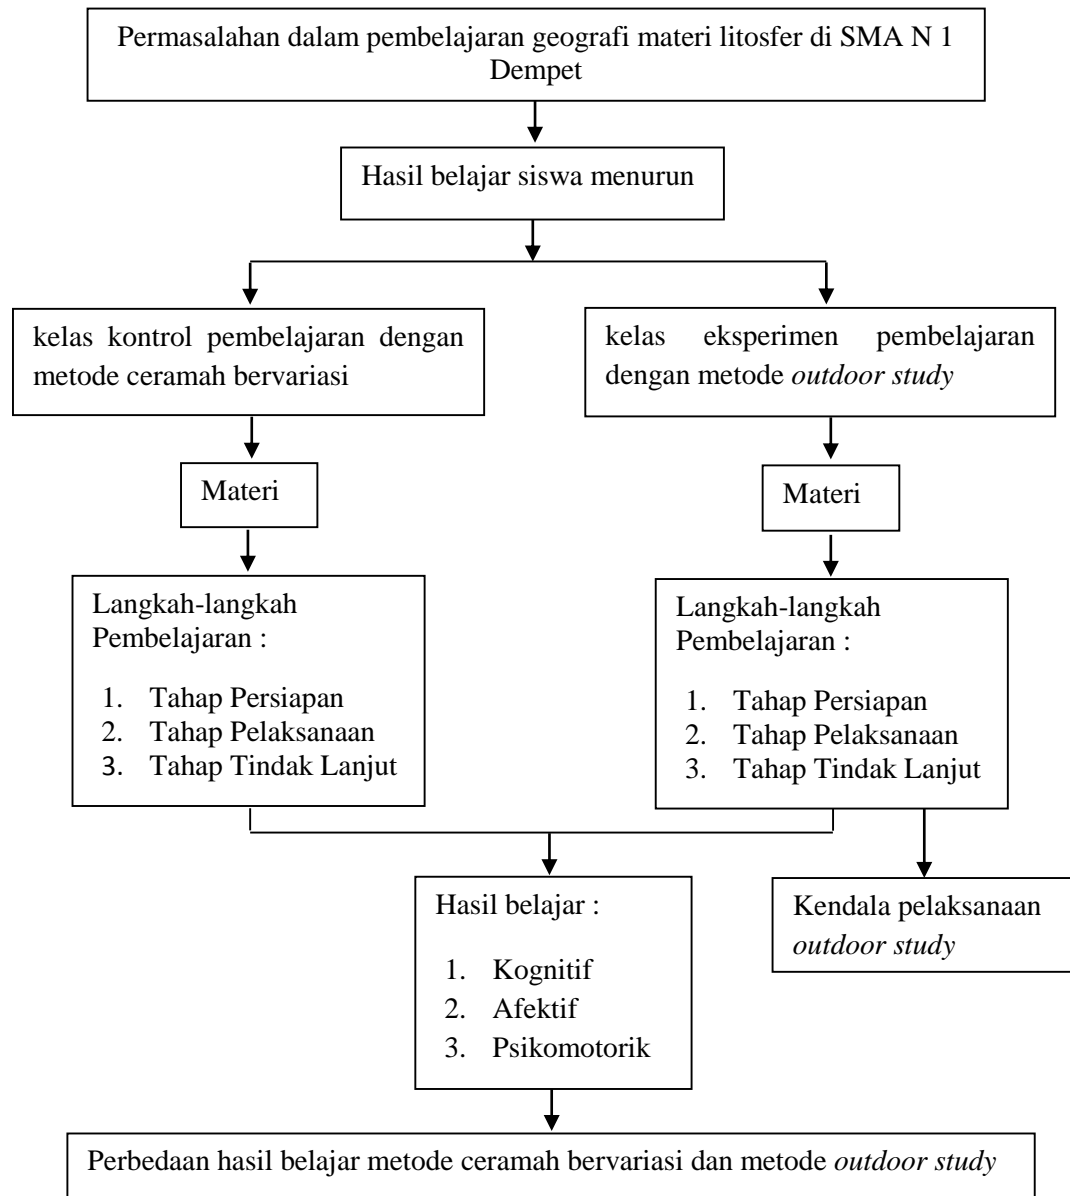 Permasalahan dalam pembelajaran geografi materi litosfer di SMA N 1
Dempet
Hasil belajar siswa menurun
kelas kontrol pembelajaran dengan
metode ceramah bervariasi
kelas eksperimen pembelajaran
dengan metode outdoor study
Materi
Materi
Langkah-langkah
Pembelajaran :
1. Tahap Persiapan
2. Tahap Pelaksanaan
3. Tahap Tindak Lanjut
Langkah-langkah
Pembelajaran :
1. Tahap Persiapan
2. Tahap Pelaksanaan
3. Tahap Tindak Lanjut
Hasil belajar :
1. Kognitif
2. Afektif
3. Psikomotorik
Kendala pelaksanaan
outdoor study
Perbedaan hasil belajar metode ceramah bervariasi dan metode outdoor study